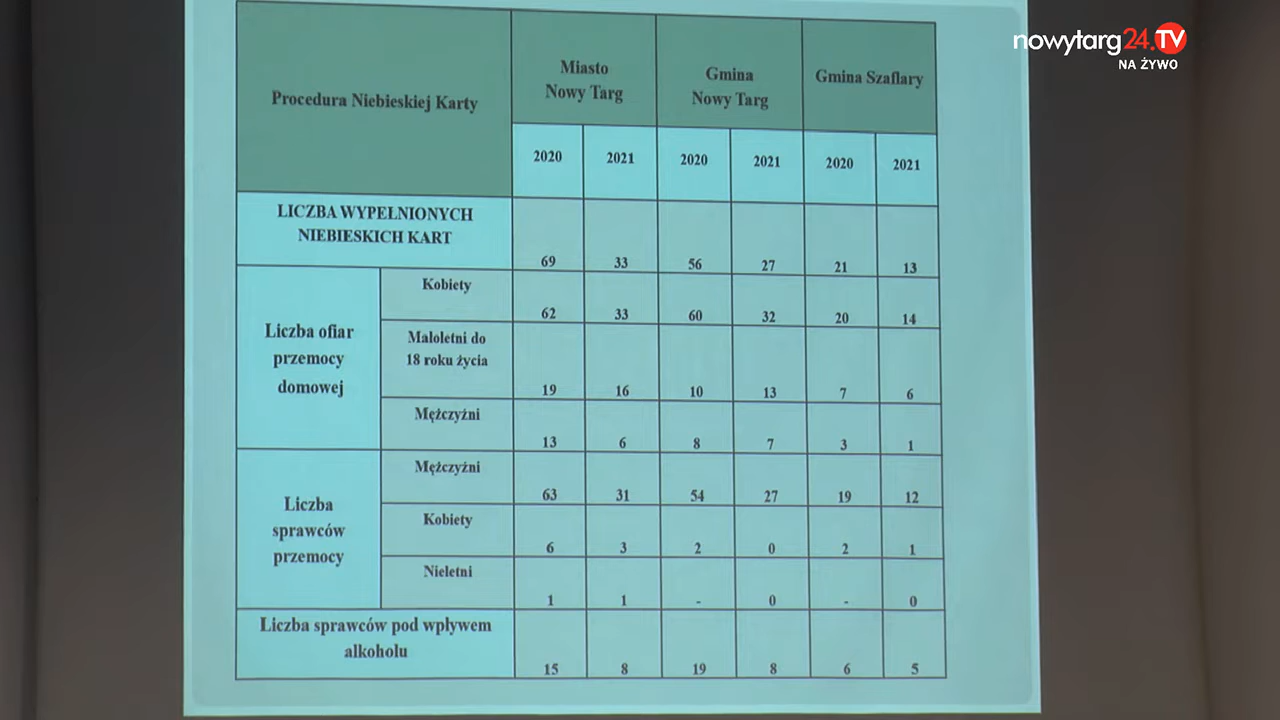 nowytarg24.TV
NA ŻYWO
Procedura Niebieskiej Karty
Miasto
Nowy Targ
Gmina
Nowy Targ
Gmina Szaflary
2020 2021 2020 2021 2020 2021
LICZBA WYPEŁNIONYCH
NIEBIESKICH KART
69 33 56 27 21 13
Liczba ofiar
przemocy
domowej
Kobiety
62 33 60 32 20 14
Małoletni do
18 roku życia
19 16 10 13 7 6
Mężczyźni
13 6 8 7 3 1
Liczba
sprawców
przemocy
Mężczyźni
63 31 54 27 19 12
Kobiety
6 3 2 0 2 1
Nieletni
1 1 - 0 - 0
Liczba sprawców pod wpływem
alkoholu
15 8 19 8 6 5